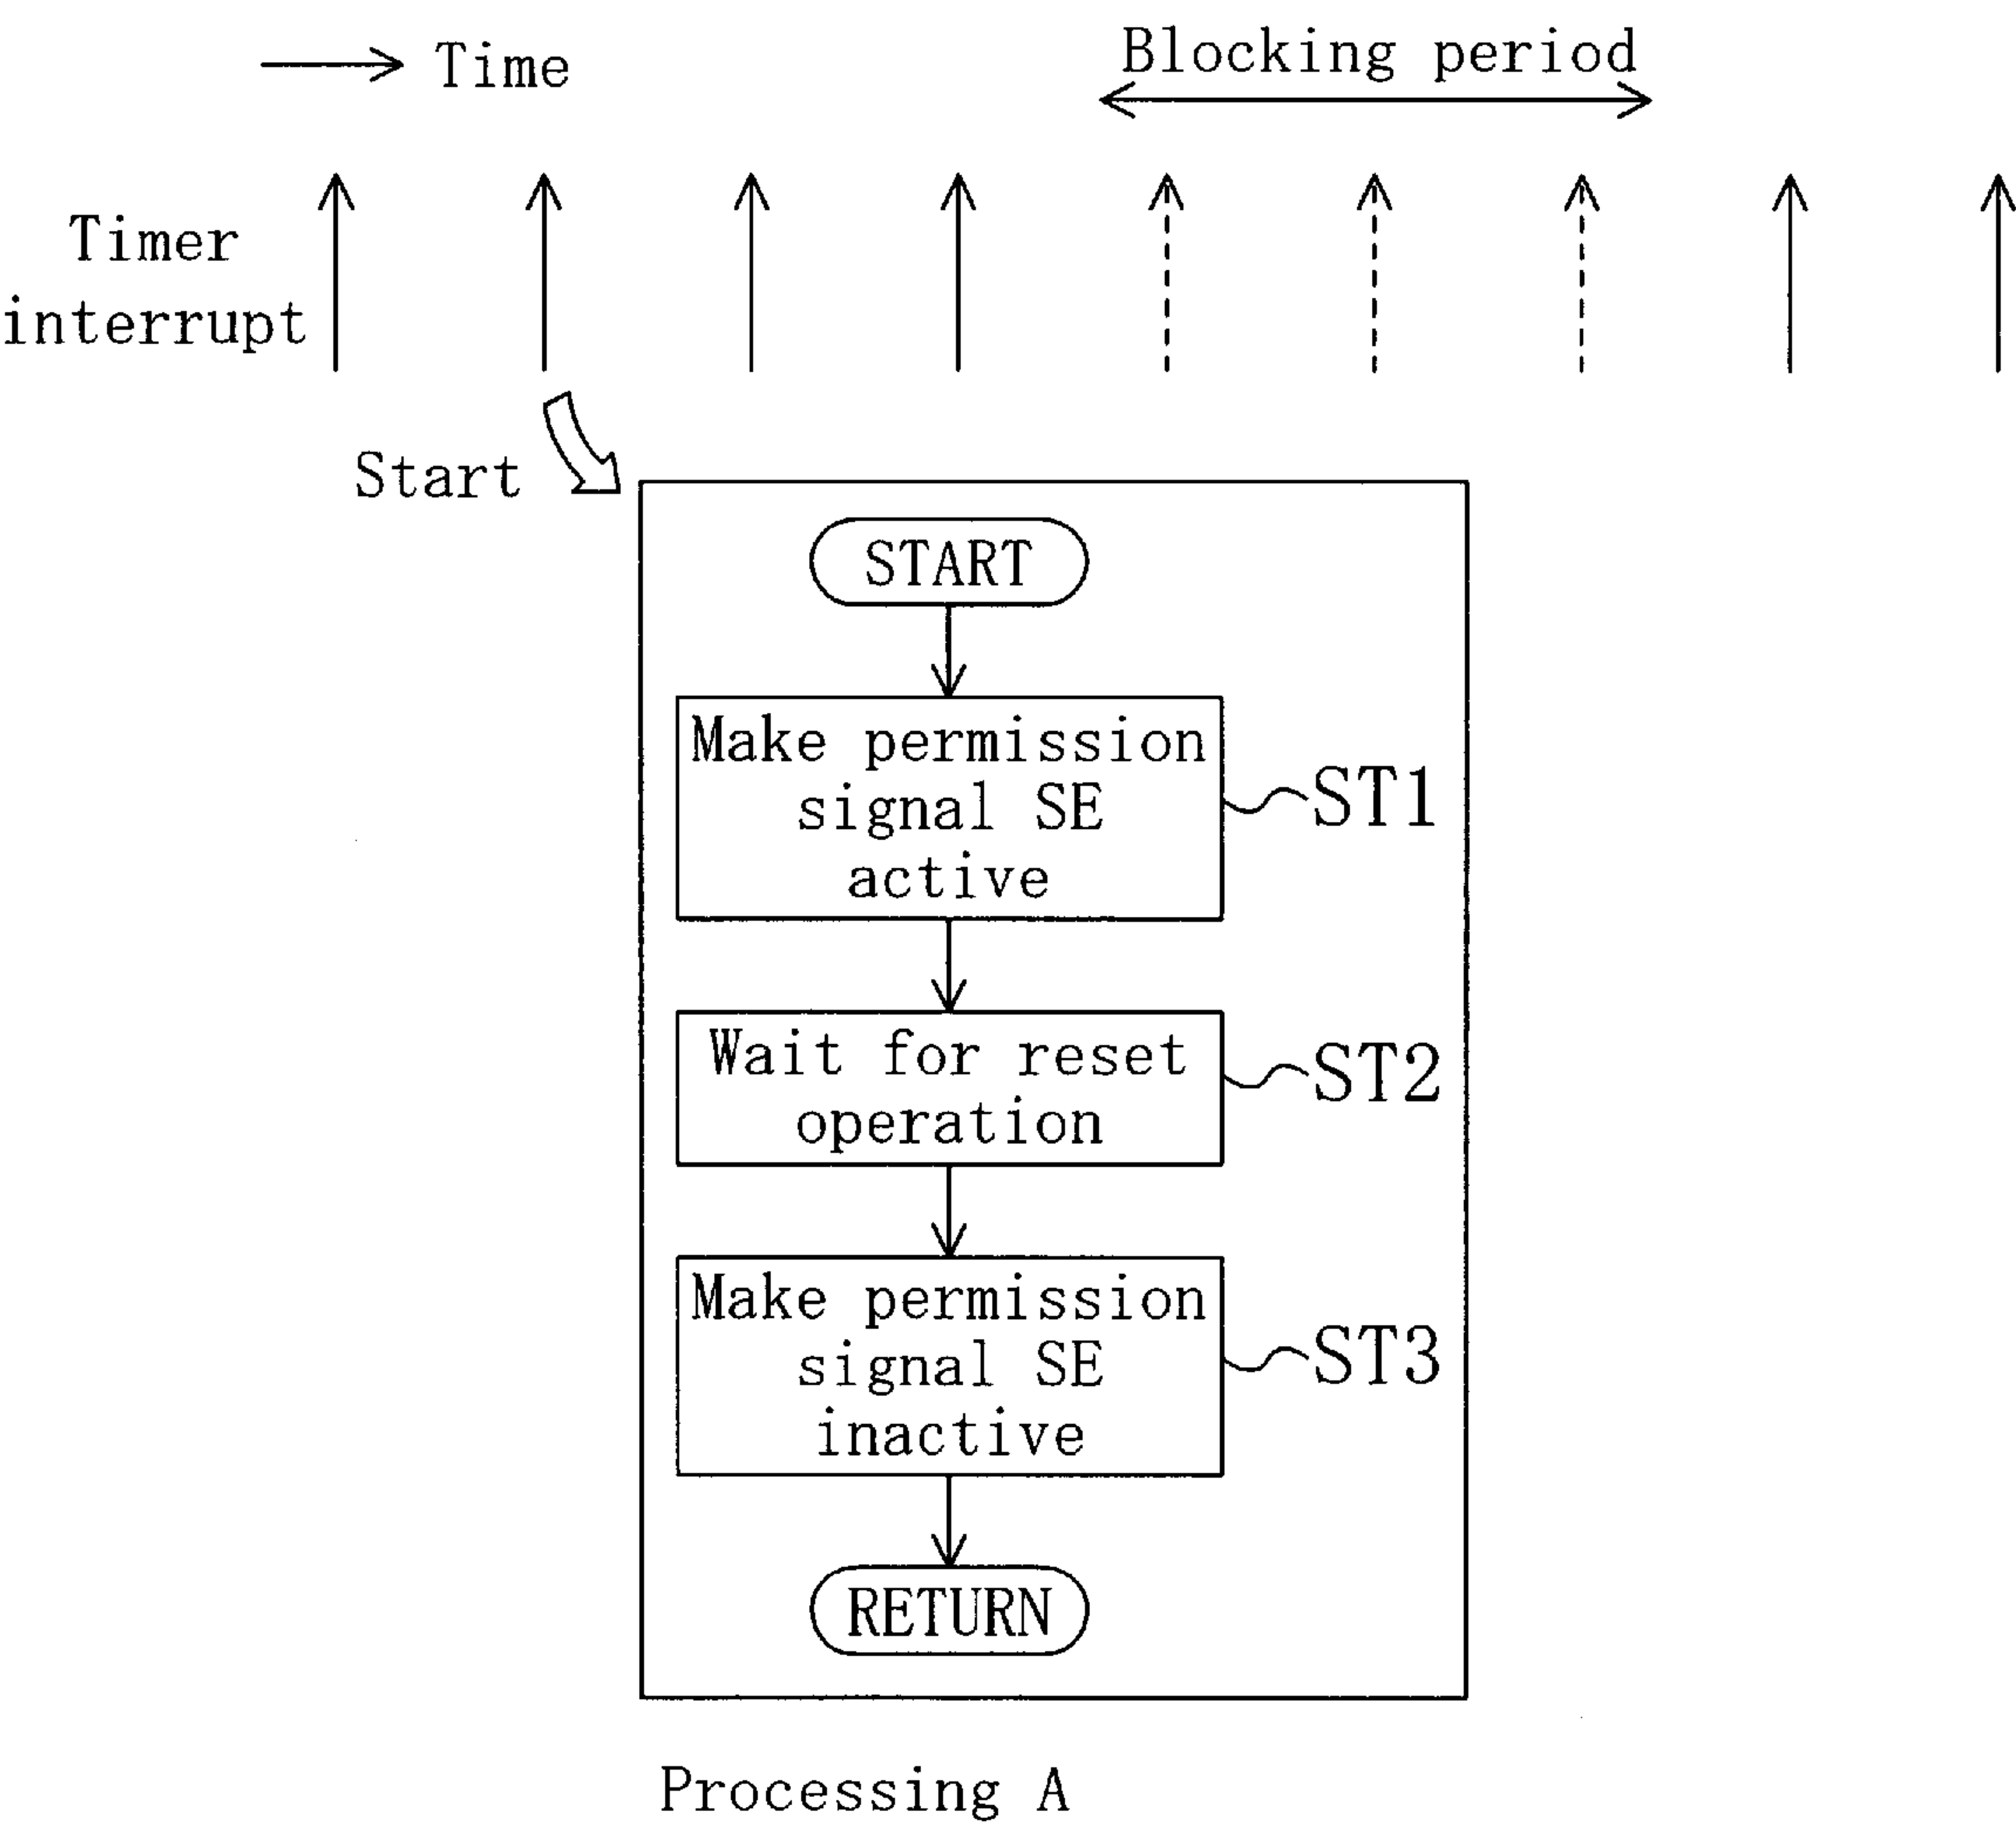 Time
Blocking period
Timer
interrupt
Start
START
Make permission
signal SE
active
ST1
Wait for reset
operation
ST2
Make permission
signal SE
inactive
ST3
RETURN
Processing A